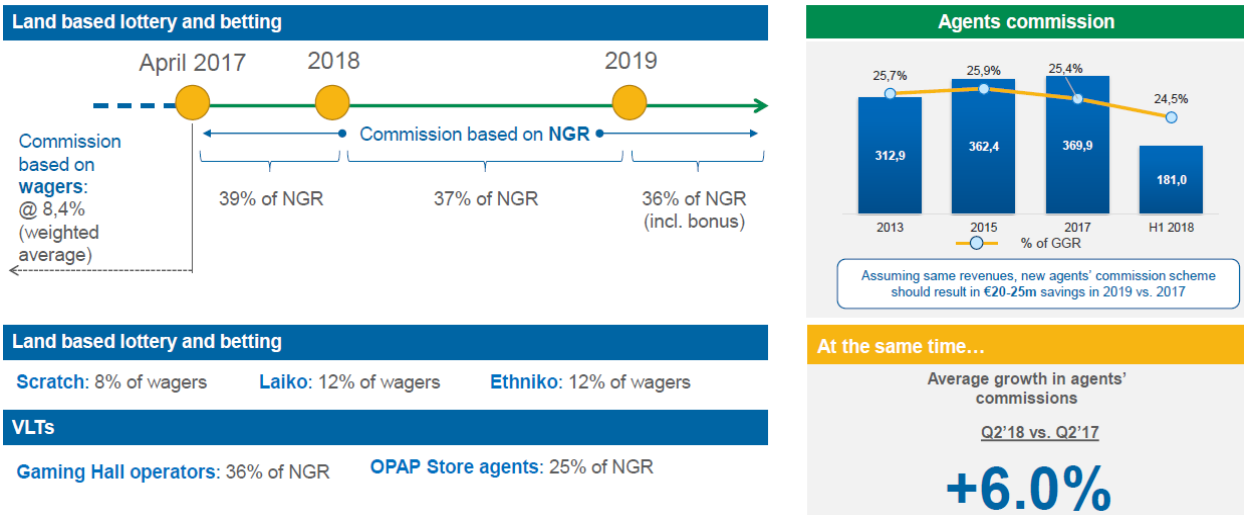 Land based lottery and betting
April 2017
2018
2019
Commission
based on
wagers:
@ 8,4%
(weighted
average)
Commission based on NGR
39% of NGR
37% of NGR
36% of NGR
(incl. bonus)
Agents commission
25,7%
25,9%
25,4%
24,5%
312,9
362,4
369,9
181,0
2013
2015
2017
H1 2018
% of GGR
Assuming same revenues, new agents' commission scheme
should result in €20-25m savings in 2019 vs. 2017
Land based lottery and betting
Scratch: 8% of wagers
Laiko: 12% of wagers
Ethniko: 12% of wagers
VLTs
Gaming Hall operators: 36% of NGR
OPAP Store agents: 25% of NGR
At the same time…
Average growth in agents'
commissions
Q2'18 vs. Q2'17
+6.0%